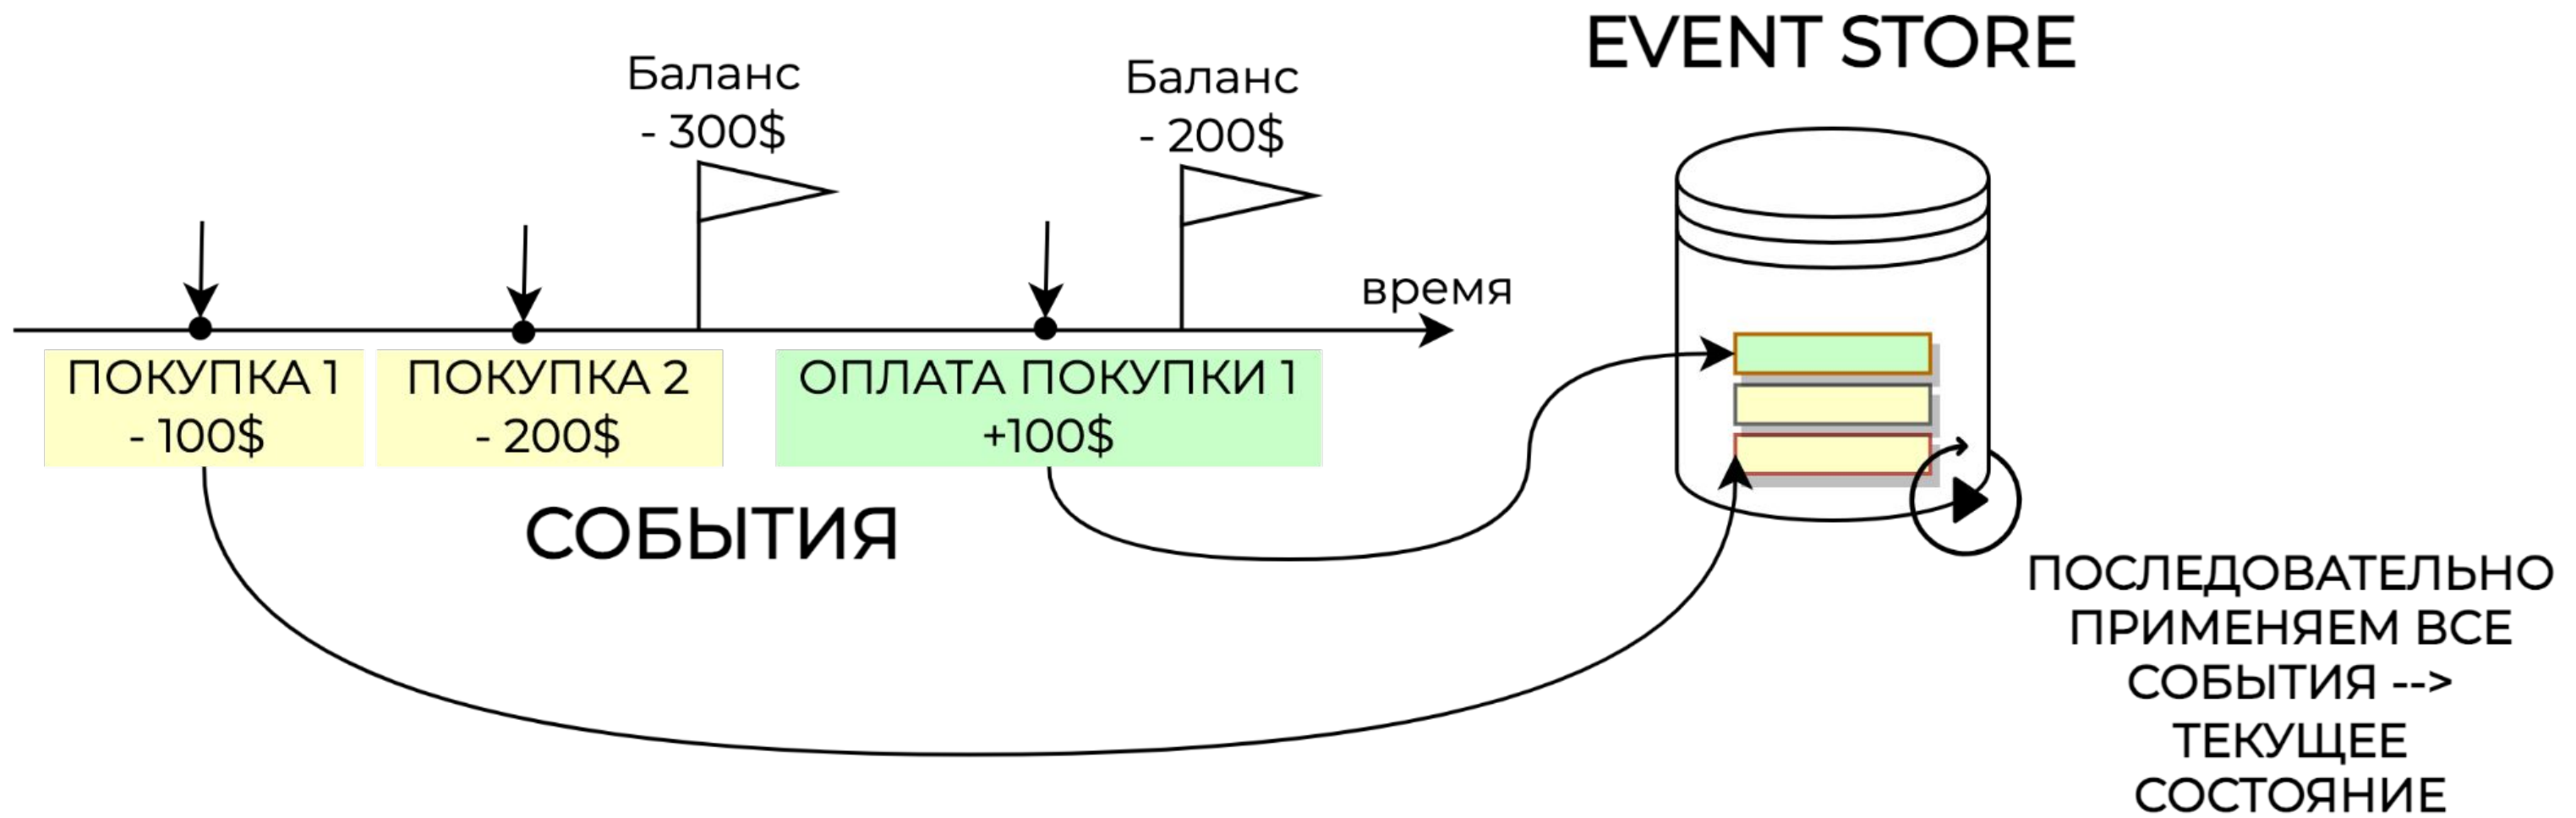 EVENT STORE
Баланс
- 300$
Баланс
- 200$
время
ПОКУПКА 1
- 100$
ПОКУПКА 2
- 200$
ОПЛАТА ПОКУПКИ 1
+100$
СОБЫТИЯ
ПОСЛЕДОВАТЕЛЬНО
ПРИМЕНЯЕМ ВСЕ
СОБЫТИЯ -->
ТЕКУЩЕЕ
СОСТОЯНИЕ